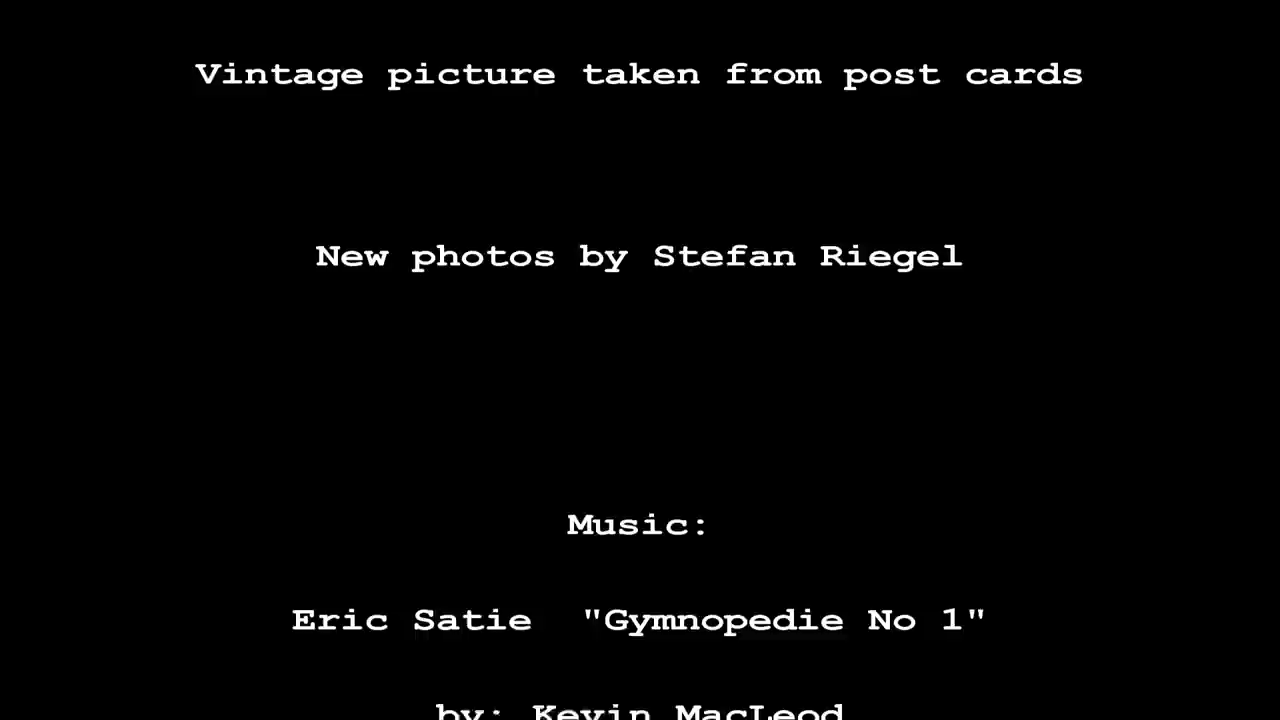 Vintage picture taken from post cards
New photos by Stefan Riegel
Music:
Eric Satie "Gymnopedie No 1"
by: Kevin MacLeod